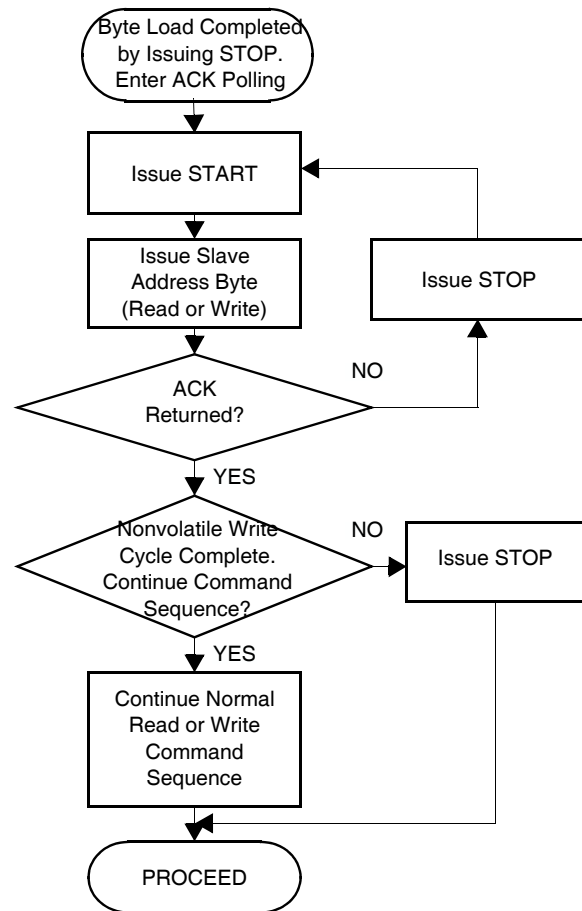 Byte Load Completed
by Issuing STOP.
Enter ACK Polling
Issue START
Issue Slave
Address Byte
(Read or Write)
Issue STOP
ACK
Returned?
NO
YES
Nonvolatile Write
Cycle Complete.
Continue Command
Sequence?
NO
Issue STOP
YES
Continue Normal
Read or Write
Command
Sequence
PROCEED